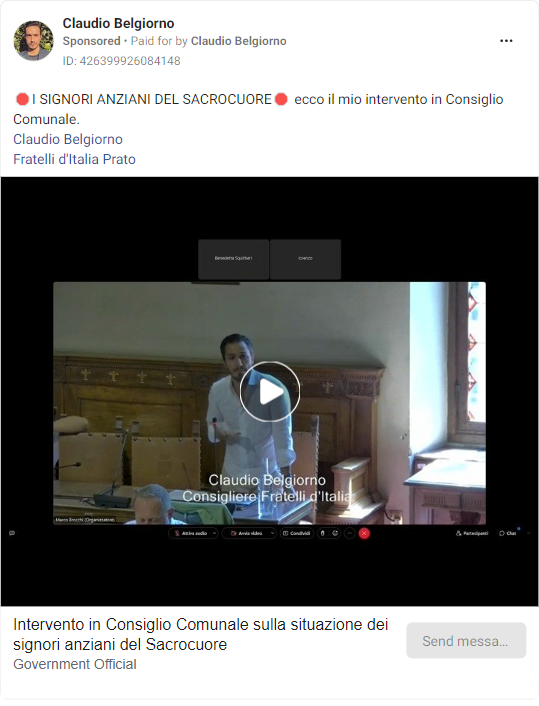 Claudio Belgiorno
Sponsored • Paid for by Claudio Belgiorno
ID: 426399926084148
🛑I SIGNORI ANZIANI DEL SACROCUORE🛑 ecco il mio intervento in Consiglio
Comunale.
Claudio Belgiorno
Fratelli d'Italia Prato
Benedetta Squittieri
lorenzo
Claudio Belgiorno
Consigliere Fratelli d'Italia
Marco Brocchi (Organizzatore)
Attiva audio
Avvia video
Condividi
Partecipanti
Chat
Intervento in Consiglio Comunale sulla situazione dei
signori anziani del Sacrocuore
Send messa...
Government Official